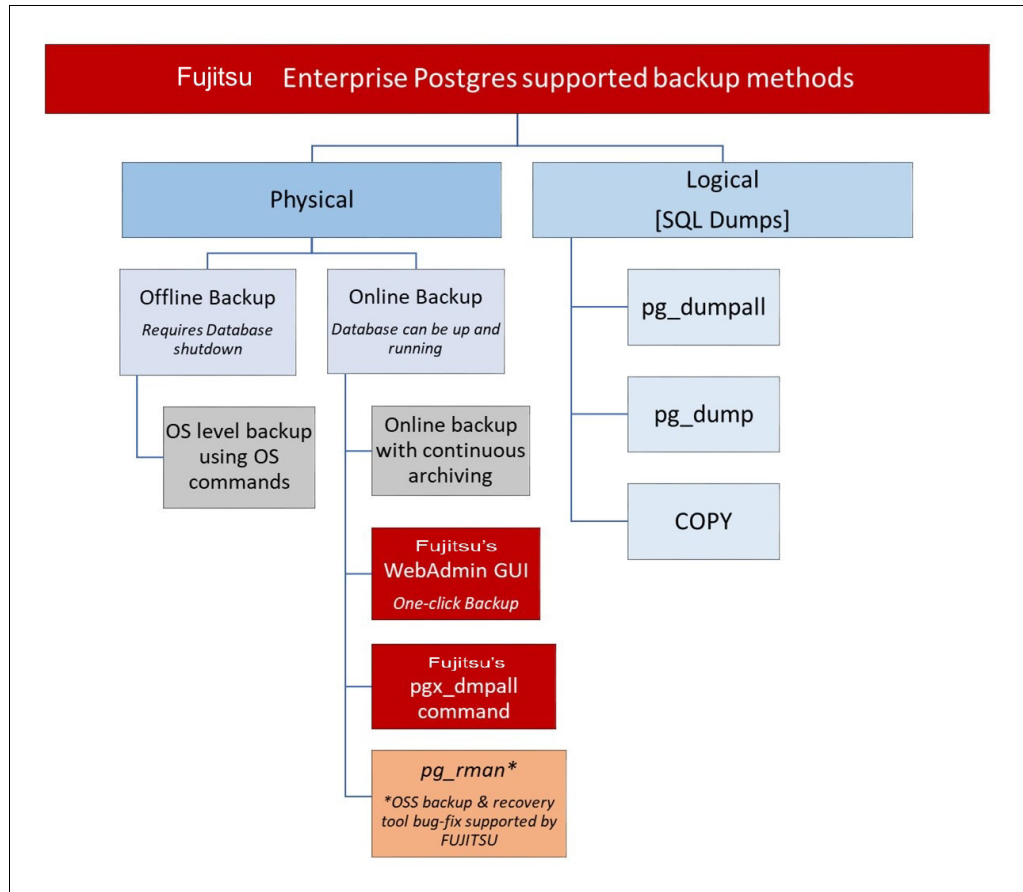 Fujitsu Enterprise Postgres supported backup methods
Physical
Logical
[SQL Dumps]
Offline Backup
Requires Database
shutdown
Online Backup
Database can be up and
running
pg_dumpall
OS level backup
using OS
commands
Online backup
with continuous
archiving
pg_dump
COPY
Fujitsu's
WebAdmin GUI
One-click Backup
Fujitsu's
pgx_dmpall
command
pg_rman*
*OSS backup & recovery
tool bug-fix supported by
FUJITSU